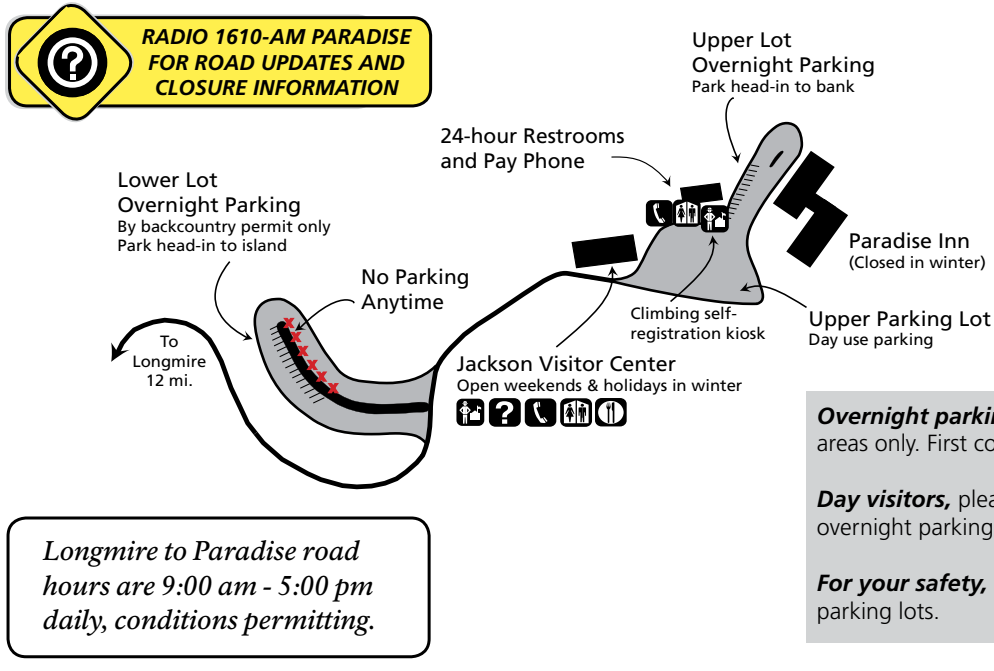 RADIO 1610-AM PARADISE
FOR ROAD UPDATES AND
CLOSURE INFORMATION
Upper Lot
Overnight Parking
Park head-in to bank
24-hour Restrooms
and Pay Phone
Lower Lot
Overnight Parking
By backcountry permit only
Park head-in to island
No Parking
Anytime
Paradise Inn
(Closed in winter)
To
Longmire
12 mi.
Climbing self-
registration kiosk
Upper Parking Lot
Day use parking
Jackson Visitor Center
Open weekends & holidays in winter
Overnight
areas only. First
Day visitors,
overnight parking
For your safety,
parking lots.
Longmire to Paradise road
hours are 9:00 am - 5:00 pm
daily, conditions permitting.